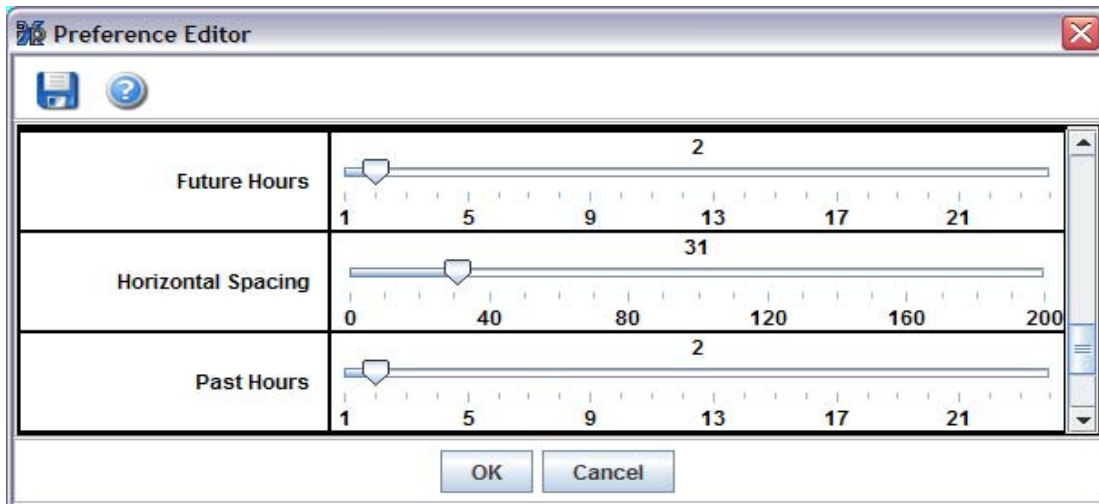 Preference Editor
2
Future Hours
1 5 9 13 17 21
31
Horizontal Spacing
0 40 80 120 160 200
2
Past Hours
1 5 9 13 17 21
OK Cancel